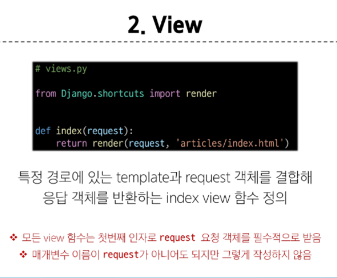 2. View
# views.py
from Django.shortcuts import render
def index(request):
return render(request, 'articles/index.html')
특정 경로에 있는 template과 request 객체를 결합해
응답 객체를 반환하는 index view 함수 정의
❖ 모든 view 함수는 첫번째 인자로 request 요청 객체를 필수적으로 받음
❖ 매개변수 이름이 request가 아니어도 되지만 그렇게 작성하지 않음